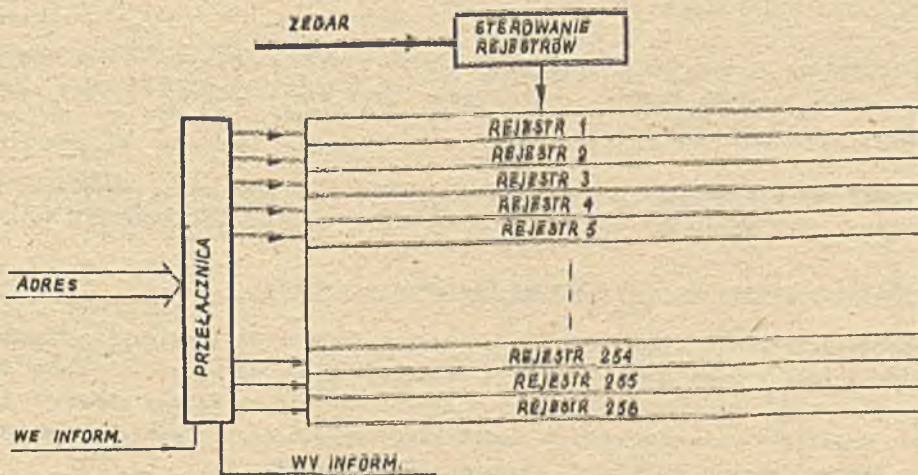 ZEGAR
STEROWANIE
REJESTRÓW
REJESTR 1
REJESTR 2
REJESTR 3
REJESTR 4
REJESTR 5
ADRES
PRZEŁĄCZNICA
REJESTR 254
REJESTR 255
REJESTR 256
WE INFORM.
WY INFORM.